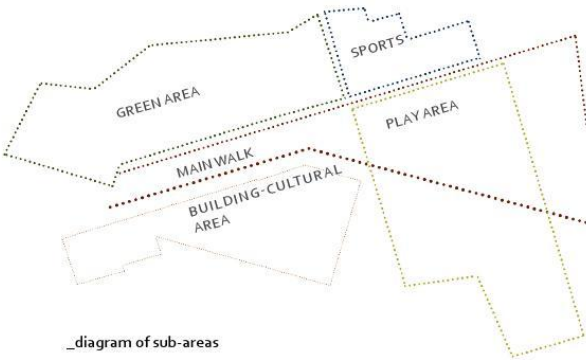 SPORTS
GREEN AREA
PLAY AREA
MAIN WALK
BUILDING-CULTURAL
AREA
_diagram of sub-areas